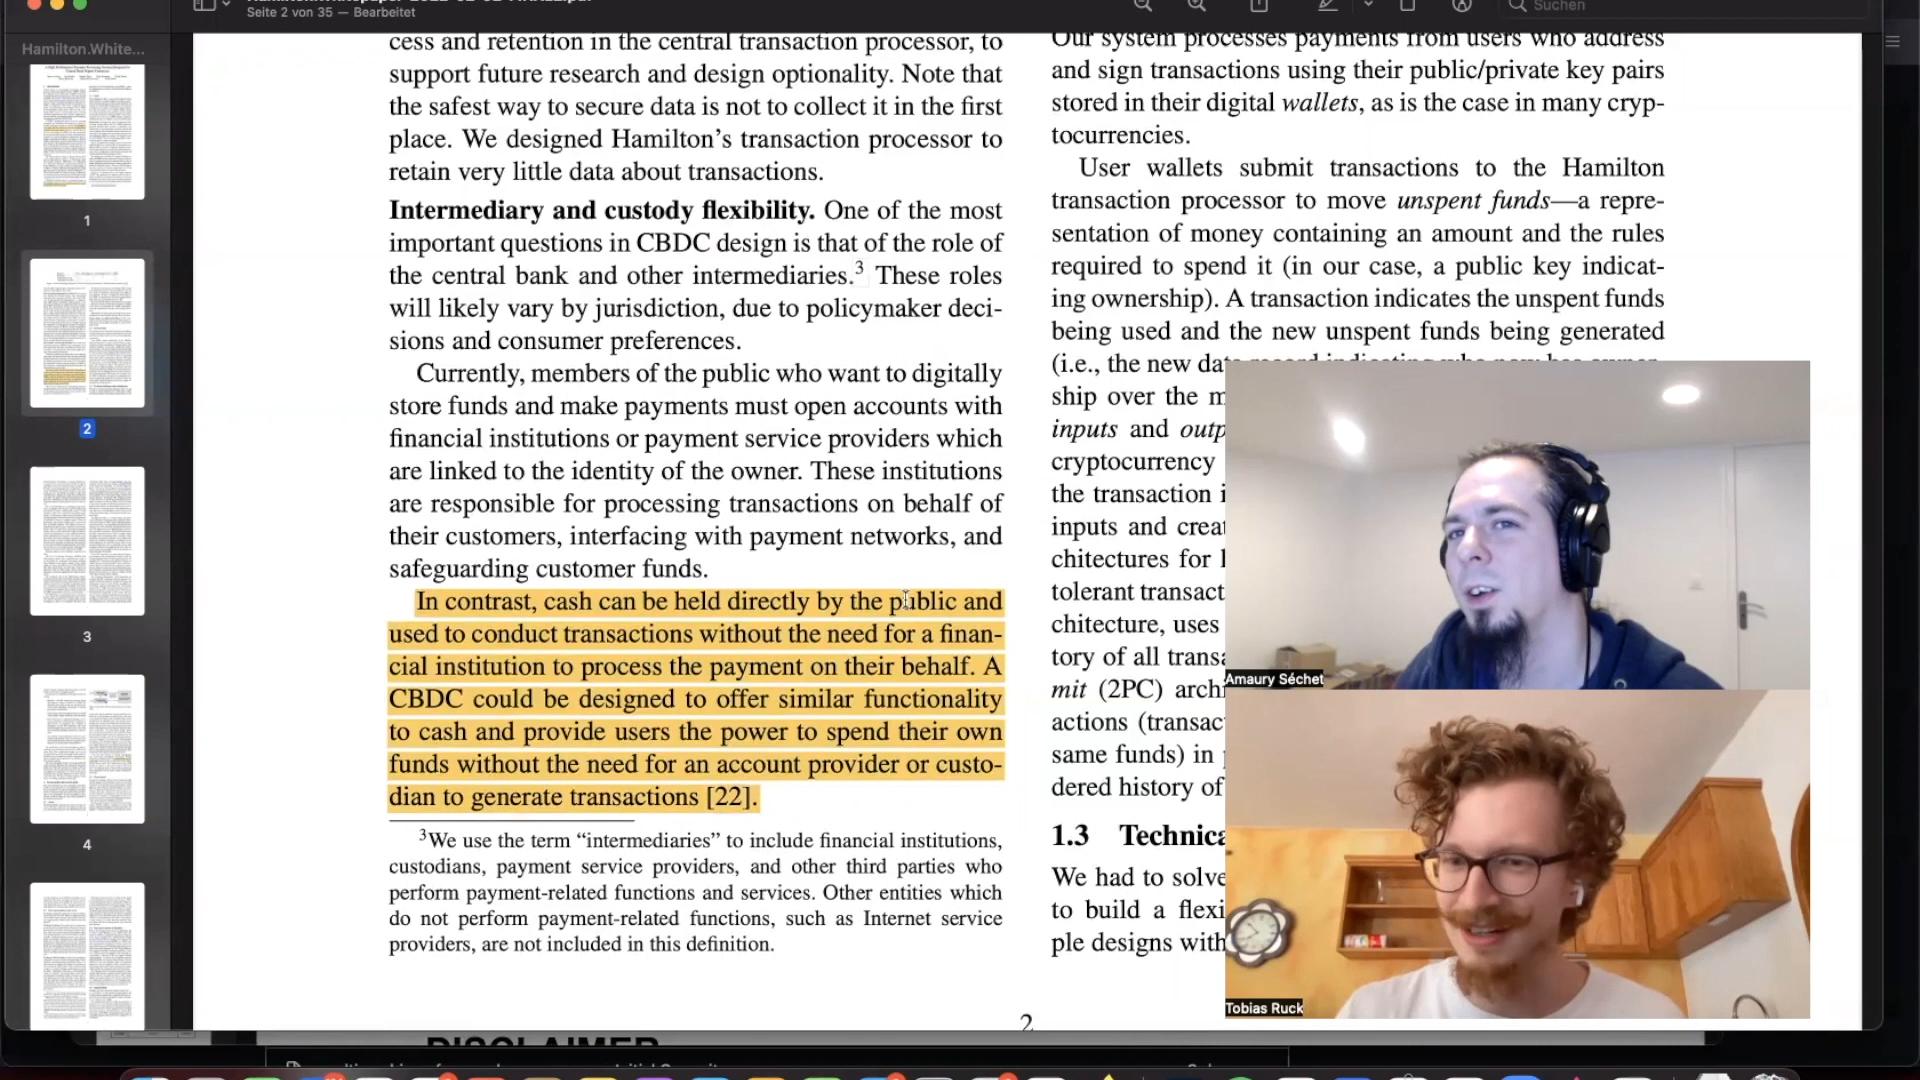 Seite 2 von 35 — Bearbeitet
Suchen
Hamilton.White...
1
2
3
4
cess and retention in the central transaction processor, to
support future research and design optionality. Note that
the safest way to secure data is not to collect it in the first
place. We designed Hamilton’s transaction processor to
retain very little data about transactions.
Intermediary and custody flexibility. One of the most
important questions in CBDC design is that of the role of
the central bank and other intermediaries.3 These roles
will likely vary by jurisdiction, due to policymaker deci-
sions and consumer preferences.
Currently, members of the public who want to digitally
store funds and make payments must open accounts with
financial institutions or payment service providers which
are linked to the identity of the owner. These institutions
are responsible for processing transactions on behalf of
their customers, interfacing with payment networks, and
safeguarding customer funds.
In contrast, cash can be held directly by the public and
used to conduct transactions without the need for a finan-
cial institution to process the payment on their behalf. A
CBDC could be designed to offer similar functionality
to cash and provide users the power to spend their own
funds without the need for an account provider or custo-
dian to generate transactions [22].
3We use the term “intermediaries” to include financial institutions,
custodians, payment service providers, and other third parties who
perform payment-related functions and services. Other entities which
do not perform payment-related functions, such as Internet service
providers, are not included in this definition.
Our system processes payments from users who address
and sign transactions using their public/private key pairs
stored in their digital wallets, as is the case in many cryp-
tocurrencies.
User wallets submit transactions to the Hamilton
transaction processor to move unspent funds—a repre-
sentation of money containing an amount and the rules
required to spend it (in our case, a public key indicat-
ing ownership). A transaction indicates the unspent funds
being used and the new unspent funds being generated
(i.e., the new data record indicating who now has owner-
ship over the m
inputs and outp
cryptocurrency
the transaction i
inputs and creat
chitectures for
tolerant transact
chitecture, uses
tory of all transa
mit (2PC) arch
actions (transac
same funds) in
dered history of
1.3 Technica
We had to solve
to build a flexi
ple designs with
2
Amaury Séchet
Tobias Ruck
DISCLAIMER